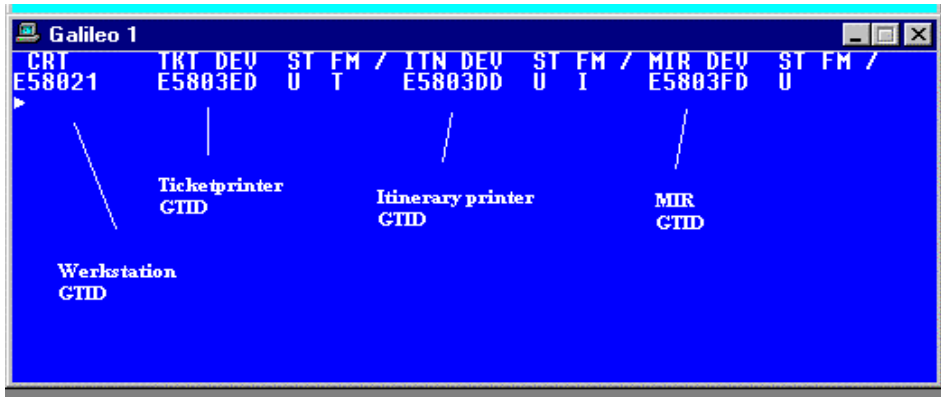 Galileo 1
CRT TKT DEV ST FM / ITN DEV ST FM / MIR DEV ST FM /
E58021 E5803ED U T E5803DD U I E5803FD U
Ticketprinter
GTID
Itinerary printer
GTID
MIR
GTID
Werkstation
GTID